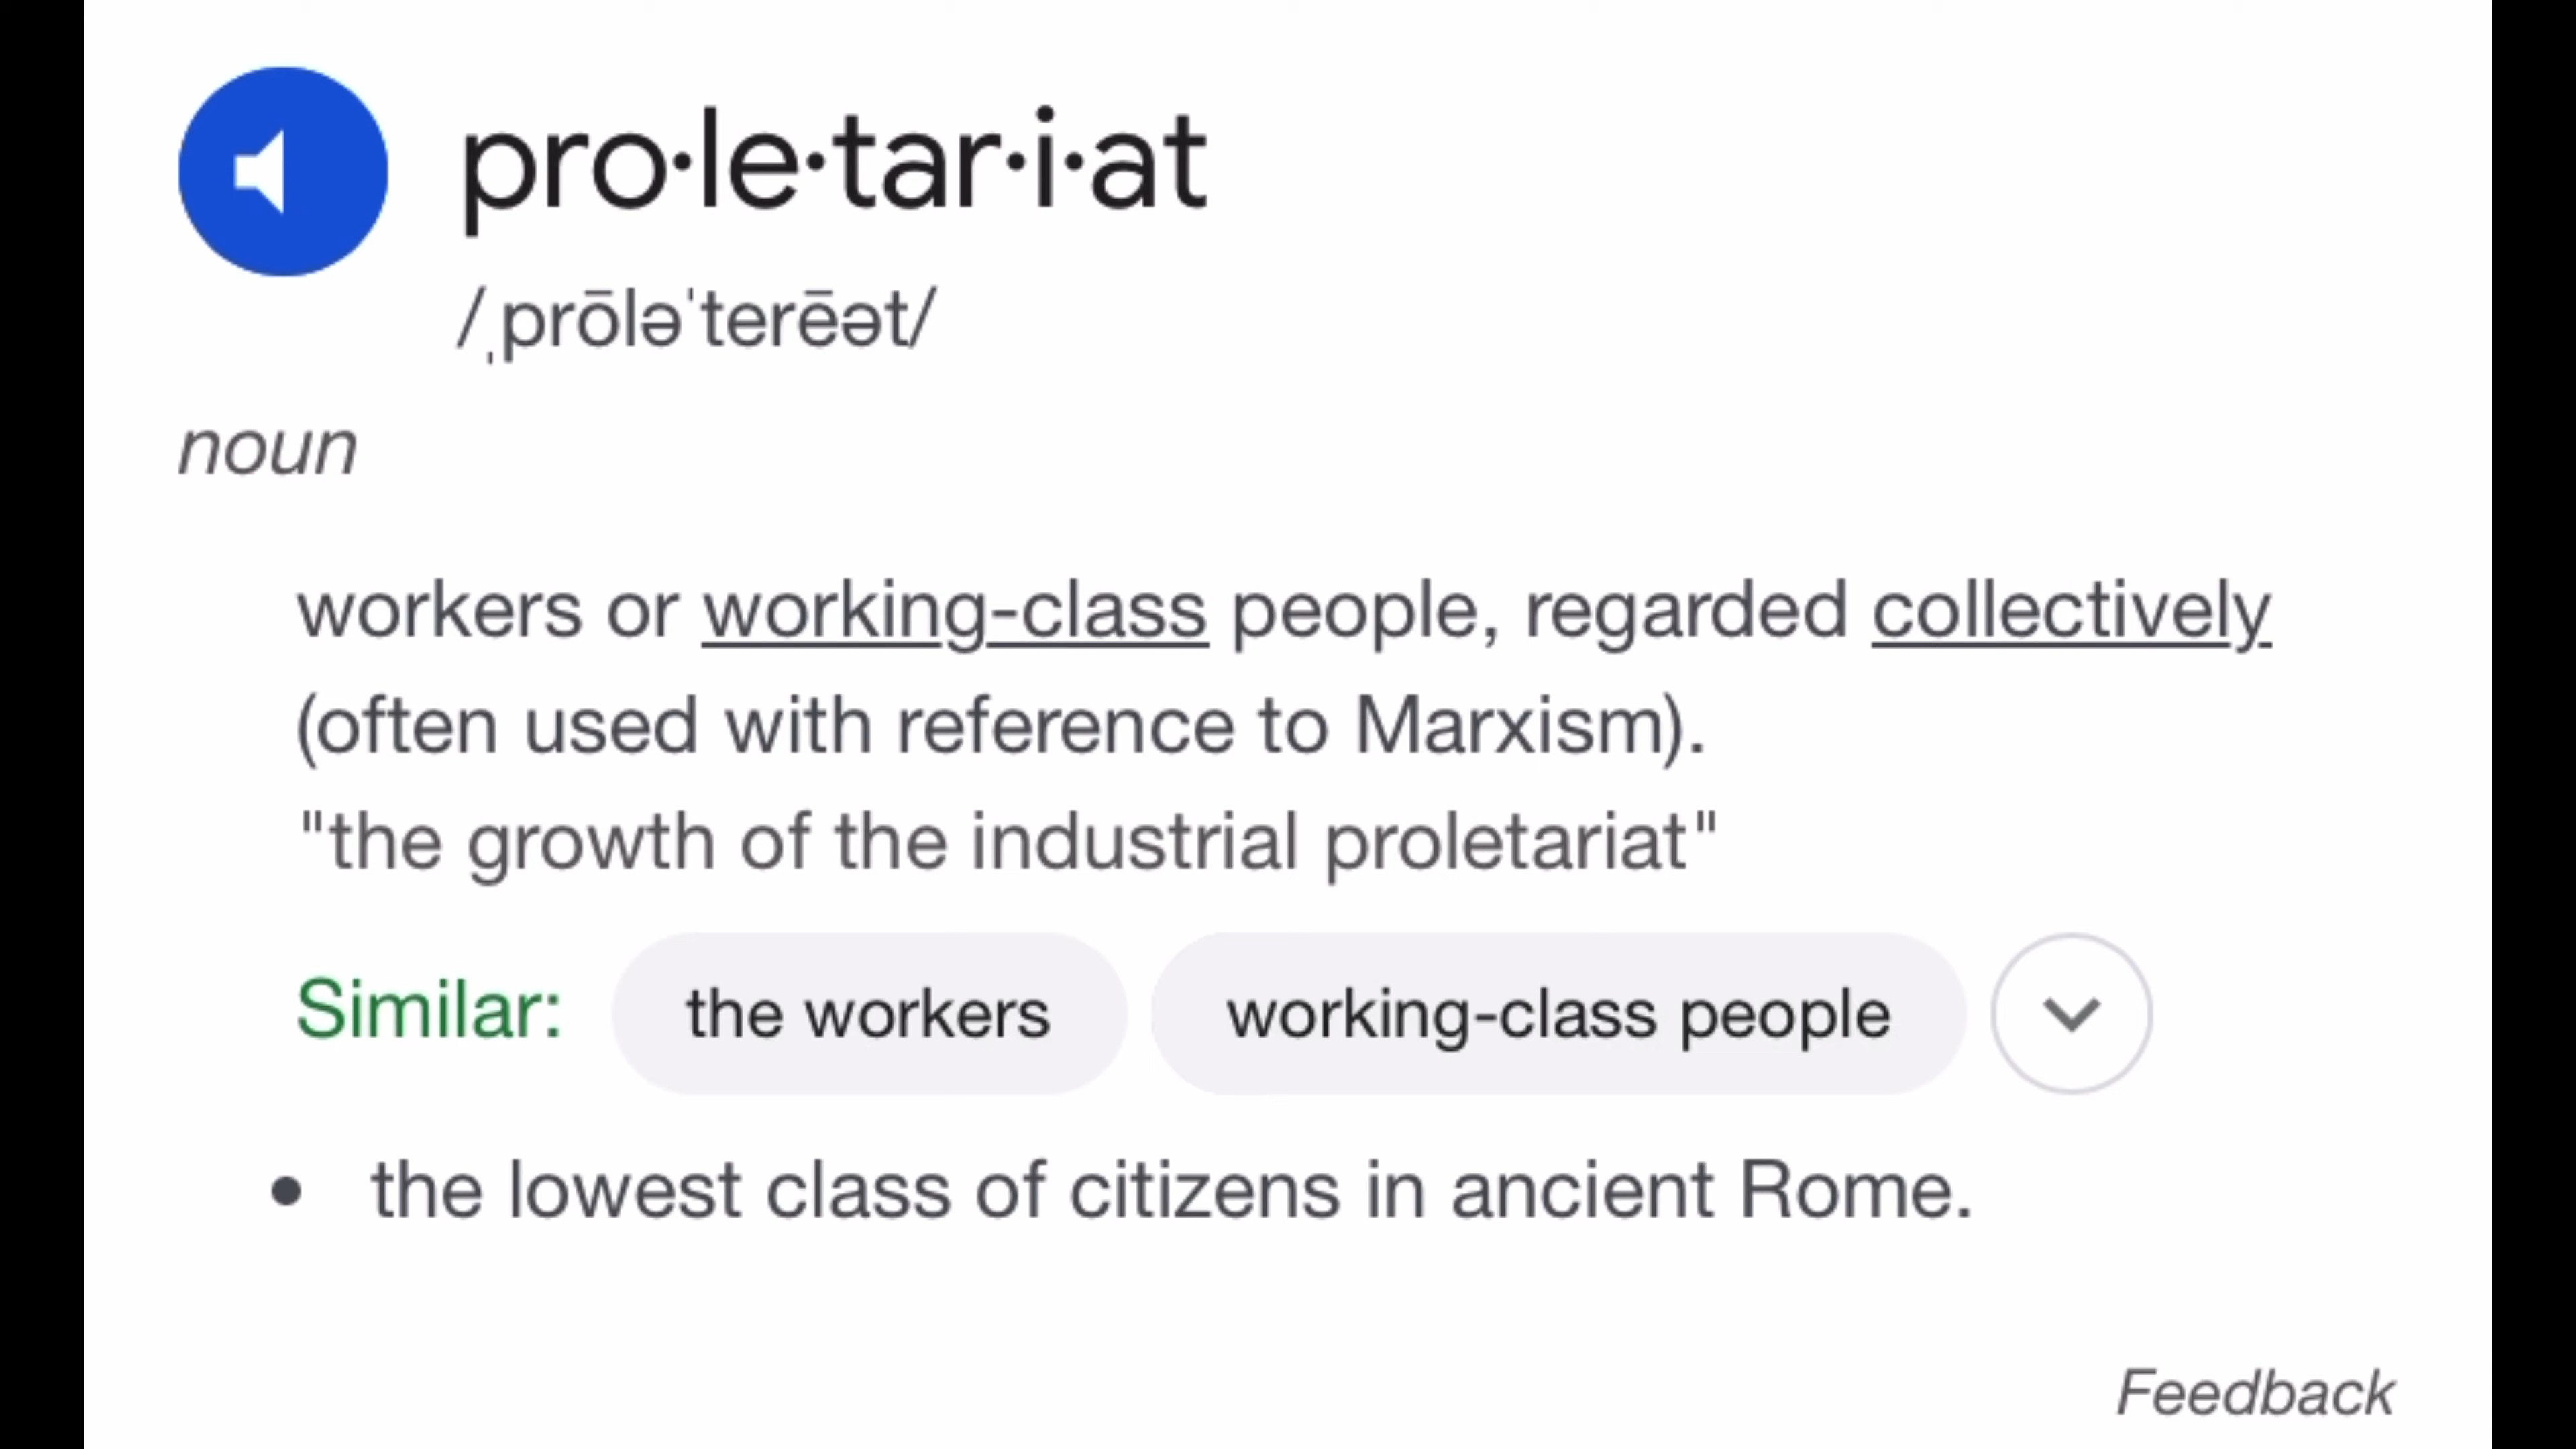 pro·le·tar·i·at
/ˌprōləˈterēət/
noun
workers or working-class people, regarded collectively
(often used with reference to Marxism).
"the growth of the industrial proletariat"
Similar: the workers working-class people
• the lowest class of citizens in ancient Rome.
Feedback